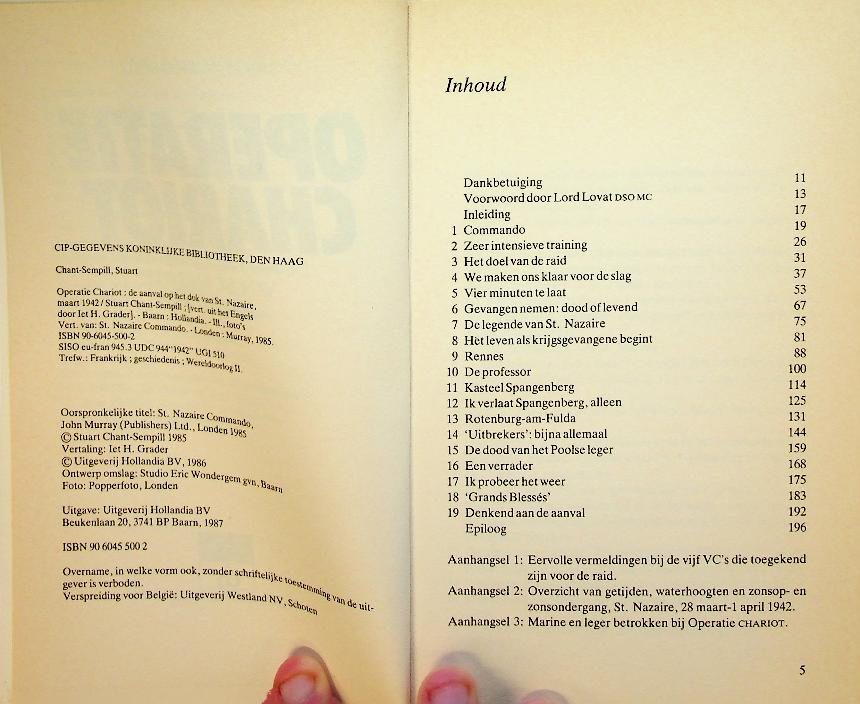 CIP-GEGEVENS KONINKLIJKE BIBLIOTHEEK, DEN HAAG
Chant-Sempill, Stuart
Operatie Chariot : de aanval op het dok van St. Nazaire,
maart 1942 / Stuart Chant-Sempill ; [vert. uit het Engels
door Iet H. Grader]. - Baarn : Hollandia. - Ill., foto's
Vert. van: St. Nazaire Commando. - Londen : Murray, 1985.
ISBN 90-6045-500-2
SISO eu-fran 945.3 UDC 944"1942" UGI 510
Trefw.: Frankrijk ; geschiedenis ; Wereldoorlog II.
Oorspronkelijke titel: St. Nazaire Commando,
John Murray (Publishers) Ltd., Londen 1985
© Stuart Chant-Sempill 1985
Vertaling: Iet H. Grader
© Uitgeverij Hollandia BV, 1986
Ontwerp omslag: Studio Eric Wondergem gvn, Baarn
Foto: Popperfoto, Londen
Uitgave: Uitgeverij Hollandia BV
Beukenlaan 20, 3741 BP Baarn, 1987
ISBN 90 6045 500 2
Overname, in welke vorm ook, zonder schriftelijke toestemming van de uit-
gever is verboden.
Verspreiding voor België: Uitgeverij Westland NV, Schoten
Inhoud
Dankbetuiging 11
Voorwoord door Lord Lovat DSO MC 13
Inleiding 17
1 Commando 19
2 Zeer intensieve training 26
3 Het doel van de raid 31
4 We maken ons klaar voor de slag 37
5 Vier minuten te laat 53
6 Gevangen nemen: dood of levend 67
7 De legende van St. Nazaire 75
8 Het leven als krijgsgevangene begint 81
9 Rennes 88
10 De professor 100
11 Kasteel Spangenberg 114
12 Ik verlaat Spangenberg, alleen 125
13 Rotenburg-am-Fulda 131
14 'Uitbrekers': bijna allemaal 144
15 De dood van het Poolse leger 159
16 Een verrader 168
17 Ik probeer het weer 175
18 'Grands Blessés' 183
19 Denkend aan de aanval 192
Epiloog 196
Aanhangsel 1: Eervolle vermeldingen bij de vijf VC's die toegekend
zijn voor de raid.
Aanhangsel 2: Overzicht van getijden, waterhoogten en zonsop- en
zonsondergang, St. Nazaire, 28 maart-1 april 1942.
Aanhangsel 3: Marine en leger betrokken bij Operatie CHARIOT.
5